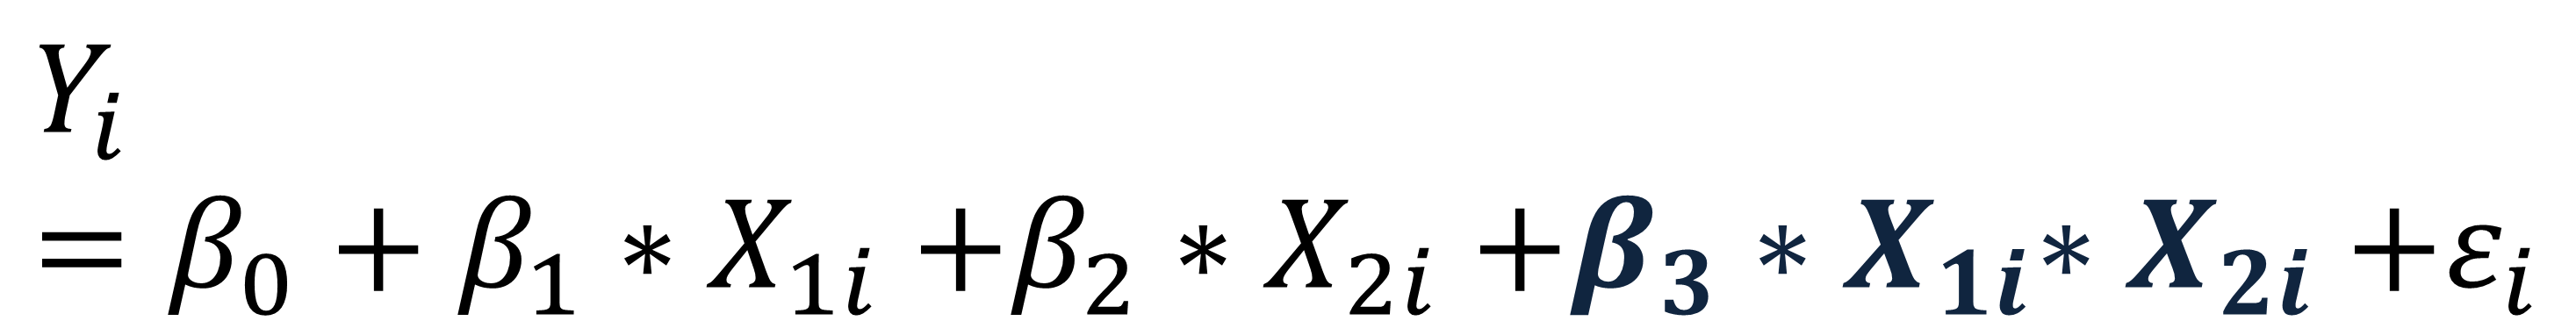 Yᵢ
= β₀ + β₁ * X₁ᵢ +β₂ * X₂ᵢ +β₃ * X₁ᵢ* X₂ᵢ +εᵢ